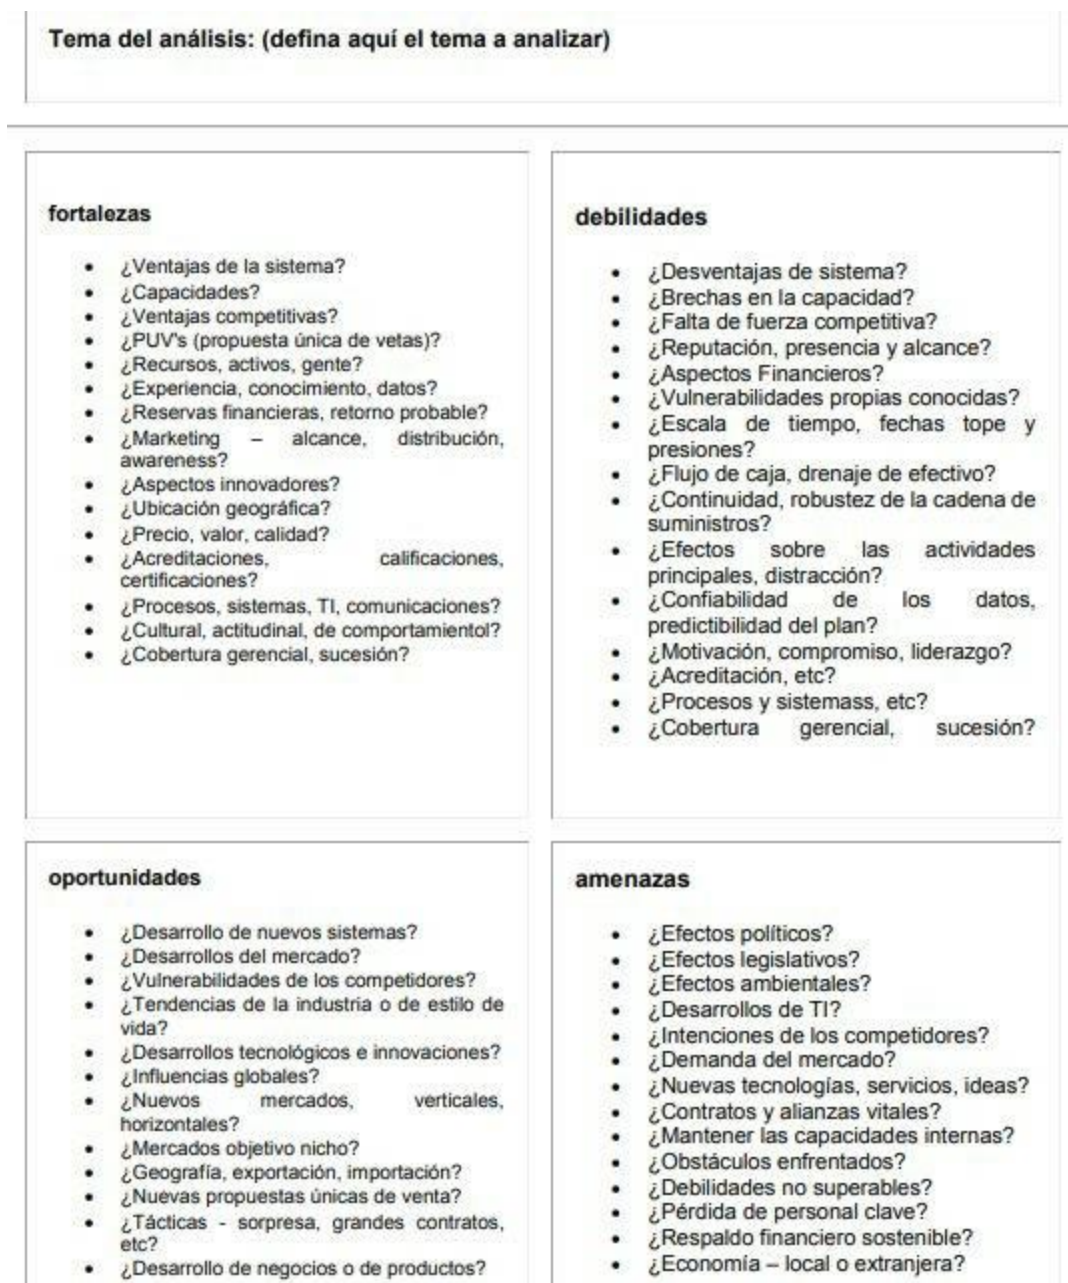 Tema del análisis: (defina aquí el tema a analizar)
fortalezas
• ¿Ventajas de la sistema?
• ¿Capacidades?
• ¿Ventajas competitivas?
• ¿PUV's (propuesta única de vetas)?
• ¿Recursos, activos, gente?
• ¿Experiencia, conocimiento, datos?
• ¿Reservas financieras, retorno probable?
• ¿Marketing – alcance, distribución,
awareness?
• ¿Aspectos innovadores?
• ¿Ubicación geográfica?
• ¿Precio, valor, calidad?
• ¿Acreditaciones, calificaciones,
certificaciones?
• ¿Procesos, sistemas, TI, comunicaciones?
• ¿Cultural, actitudinal, de comportamientol?
• ¿Cobertura gerencial, sucesión?
debilidades
• ¿Desventajas de sistema?
• ¿Brechas en la capacidad?
• ¿Falta de fuerza competitiva?
• ¿Reputación, presencia y alcance?
• ¿Aspectos Financieros?
• ¿Vulnerabilidades propias conocidas?
• ¿Escala de tiempo, fechas tope y
presiones?
• ¿Flujo de caja, drenaje de efectivo?
• ¿Continuidad, robustez de la cadena de
suministros?
• ¿Efectos sobre las actividades
principales, distracción?
• ¿Confiabilidad de los datos,
predictibilidad del plan?
• ¿Motivación, compromiso, liderazgo?
• ¿Acreditación, etc?
• ¿Procesos y sistemass, etc?
• ¿Cobertura gerencial, sucesión?
oportunidades
• ¿Desarrollo de nuevos sistemas?
• ¿Desarrollos del mercado?
• ¿Vulnerabilidades de los competidores?
• ¿Tendencias de la industria o de estilo de
vida?
• ¿Desarrollos tecnológicos e innovaciones?
• ¿Influencias globales?
• ¿Nuevos mercados, verticales,
horizontales?
• ¿Mercados objetivo nicho?
• ¿Geografía, exportación, importación?
• ¿Nuevas propuestas únicas de venta?
• ¿Tácticas - sorpresa, grandes contratos,
etc?
• ¿Desarrollo de negocios o de productos?
amenazas
• ¿Efectos políticos?
• ¿Efectos legislativos?
• ¿Efectos ambientales?
• ¿Desarrollos de TI?
• ¿Intenciones de los competidores?
• ¿Demanda del mercado?
• ¿Nuevas tecnologías, servicios, ideas?
• ¿Contratos y alianzas vitales?
• ¿Mantener las capacidades internas?
• ¿Obstáculos enfrentados?
• ¿Debilidades no superables?
• ¿Pérdida de personal clave?
• ¿Respaldo financiero sostenible?
• ¿Economía – local o extranjera?